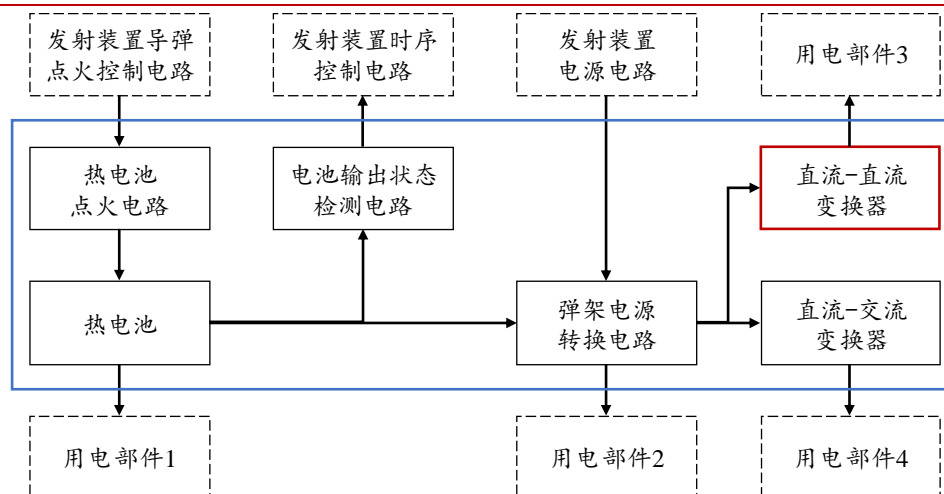 发射装置导弹
点火控制电路
发射装置时序
控制电路
发射装置
电源电路
用电部件3
热电池
点火电路
电池输出状态
检测电路
直流-直流
变换器
热电池
弹架电源
转换电路
直流-交流
变换器
用电部件1
用电部件2
用电部件4